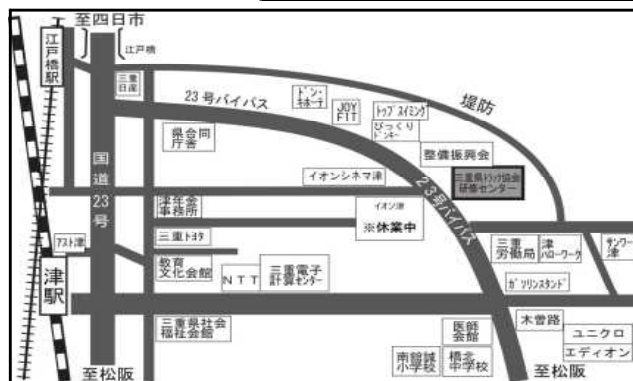 至四日市
江戸橋
江戸橋駅
三重
日産
23号バイパス
ドン・
キホーテ
JOY
FIT
トップスイミング
びっくり
ドンキー
堤防
県合同
庁舎
整備振興会
国道23号
イオンシネマ津
三重県トラック協会
研修センター
23号バイパス
津年金
事務所
イオン津
※休業中
アスト津
三重トヨタ
三重
労働局
津
ハローワーク
サンワーク
津
津駅
教育
文化会館
NTT
三重電子
計算センター
ガソリンスタンド
三重県社会
福祉会館
医師
会館
木曽路
ユニクロ
エディオン
南舘誠
小学校
橋北
中学校
至松阪
至松阪